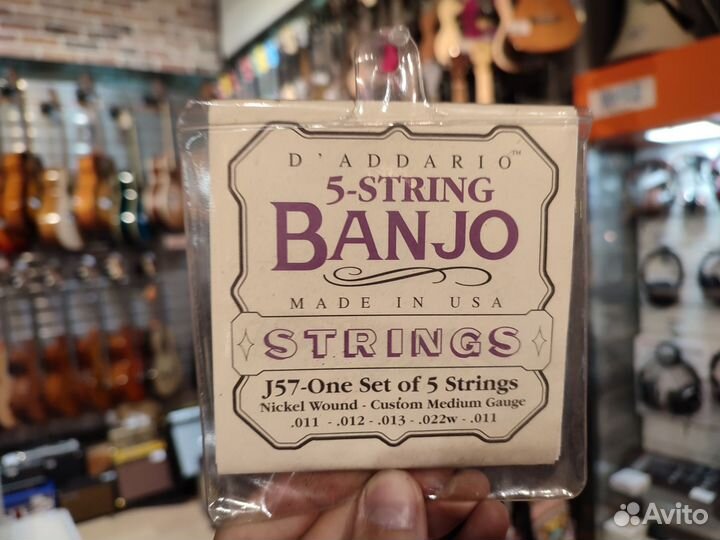 D'ADDARIO™
5-STRING
BANJO
MADE IN USA
STRINGS
J57-One Set of 5 Strings
Nickel Wound - Custom Medium Gauge
.011 - .012 - .013 - .022w - .011
Avito